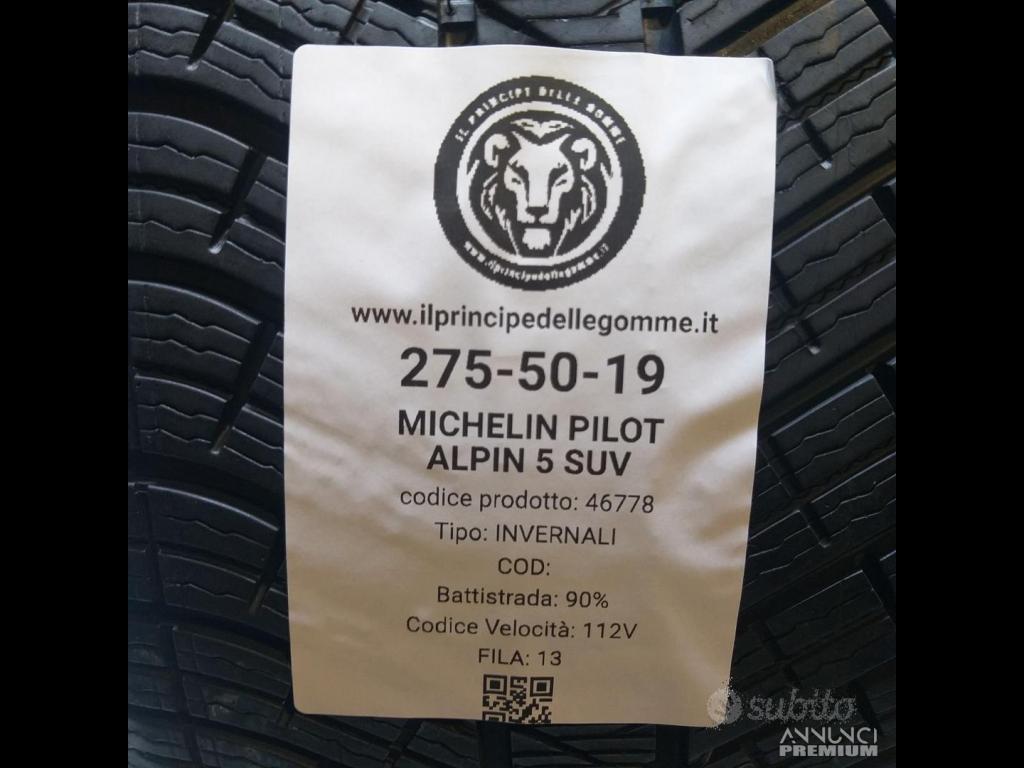 IL PRINCIPE DELLE GOMME
www.ilprincipedellegomme.it
www.ilprincipedellegomme.it
275-50-19
MICHELIN PILOT
ALPIN 5 SUV
codice prodotto: 46778
Tipo: INVERNALI
COD:
Battistrada: 90%
Codice Velocità: 112V
FILA: 13
subito
ANNUNCI
PREMIUM